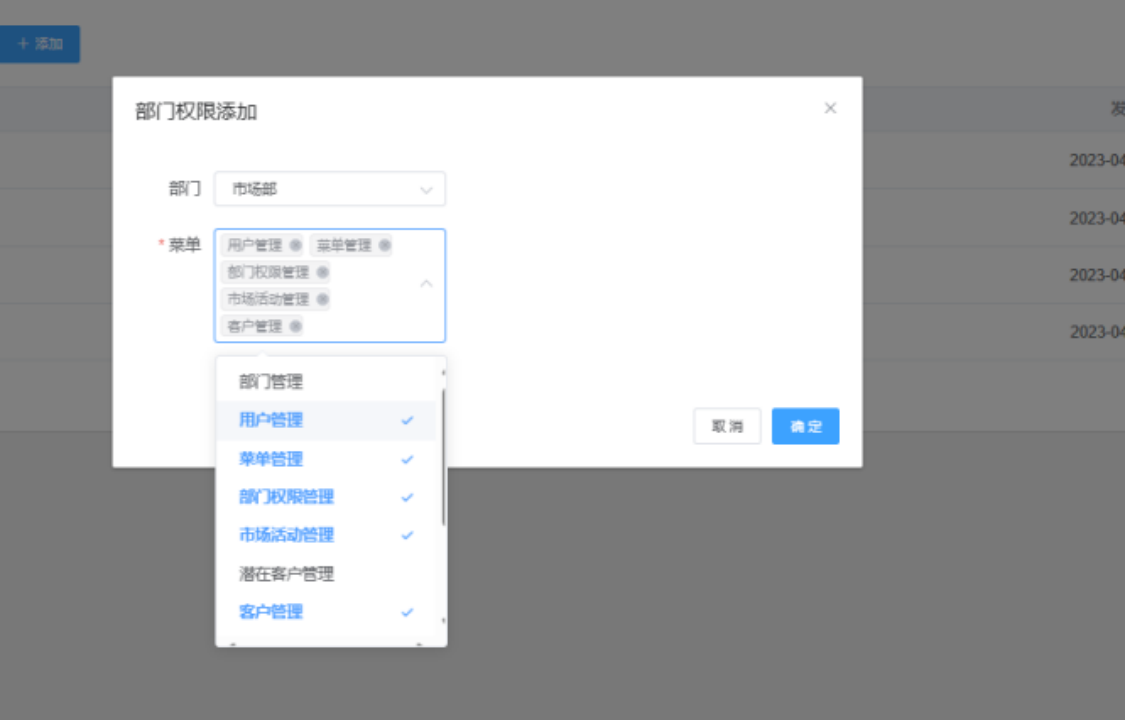 + 添加
部门权限添加
×
发
部门 市场部
2023-04
* 菜单 用户管理 菜单管理
部门权限管理
市场活动管理
客户管理
2023-04
2023-04
2023-04
部门管理
用户管理
菜单管理
部门权限管理
市场活动管理
潜在客户管理
客户管理
取消 确定